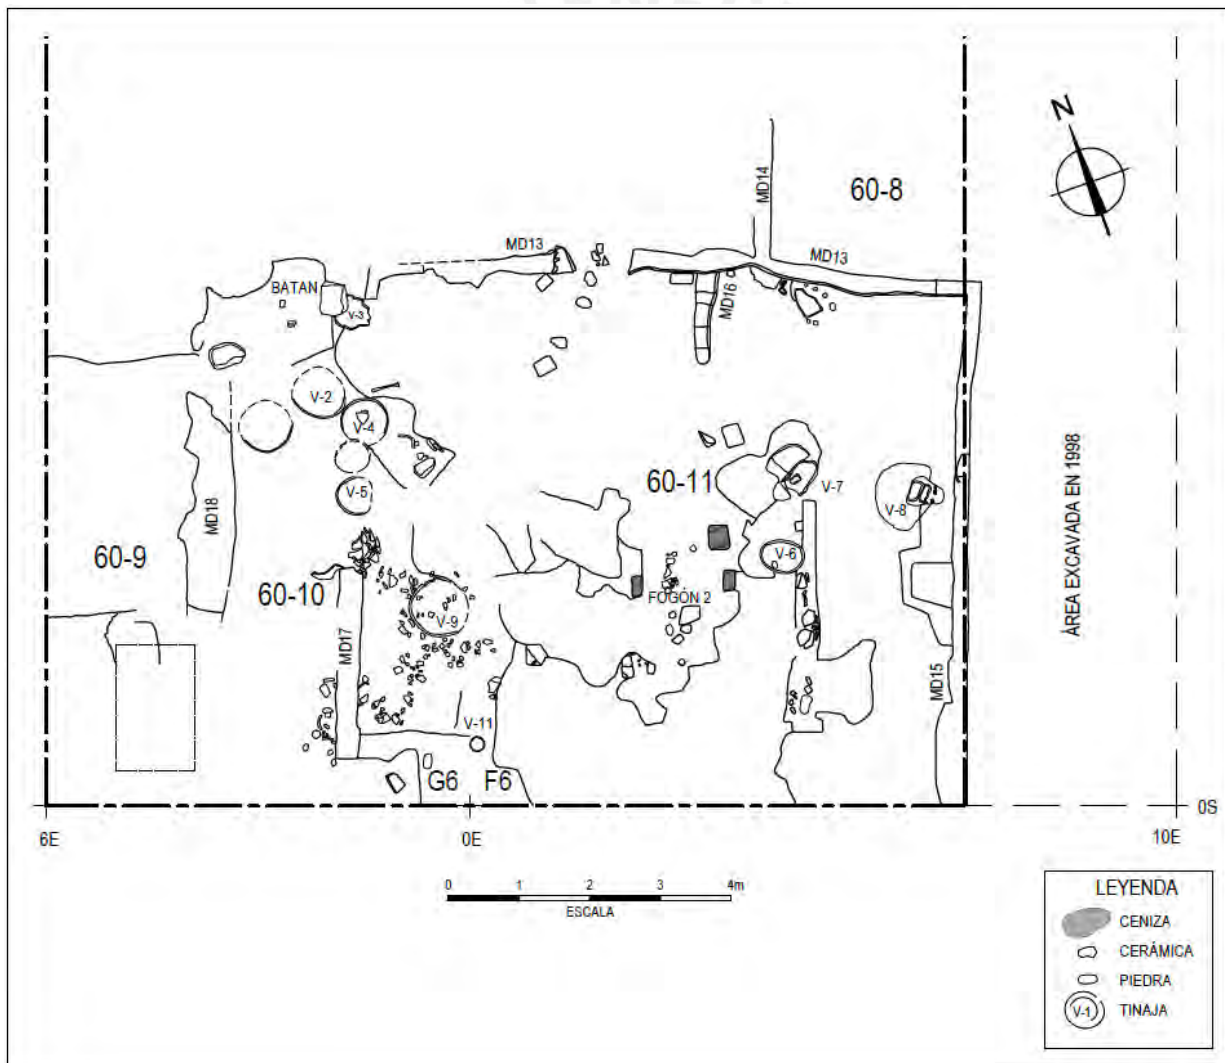 N
MD14
60-8
MD13
MD13
BATAN
V-3
MD16
V-2
V-4
60-11
V-7
V-5
V-8
MD18
ÁREA EXCAVADA EN 1998
60-9
V-6
60-10
FOGÓN 2
V-9
MD17
MD15
V-11
G6
F6
0S
6E
0E
10E
0 1 2 3 4m
ESCALA
LEYENDA
CENIZA
CERÁMICA
PIEDRA
V-1 TINAJA